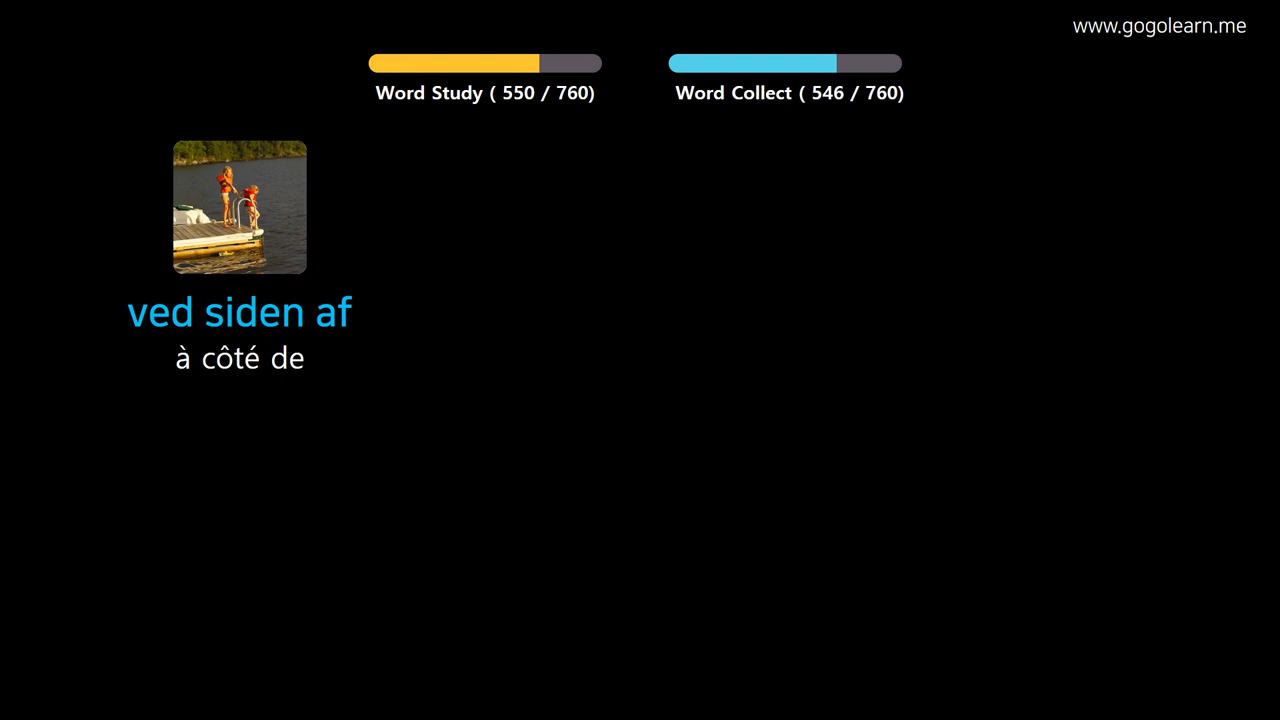 www.gogolearn.me
Word Study ( 550 / 760)
Word Collect ( 546 / 760)
ved siden af
à côté de